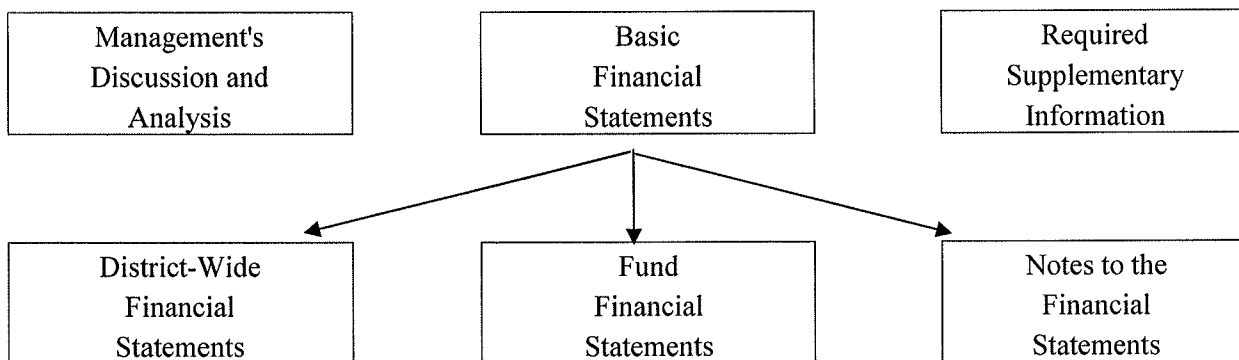 Management's
Discussion and
Analysis
Basic
Financial
Statements
Required
Supplementary
Information
District-Wide
Financial
Statements
Fund
Financial
Statements
Notes to the
Financial
Statements